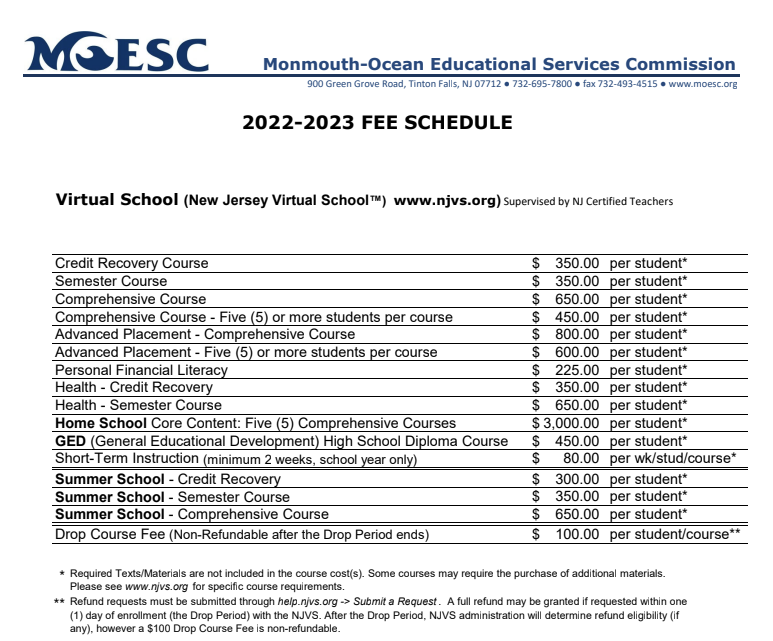 MOESC
Monmouth-Ocean Educational Services Commission
900 Green Grove Road, Tinton Falls, NJ 07712 ● 732-695-7800 ● fax 732-493-4515 ● www.moesc.org
2022-2023 FEE SCHEDULE
Virtual School (New Jersey Virtual School™) www.njvs.org) Supervised by NJ Certified Teachers
Credit Recovery Course $ 350.00 per student*
Semester Course $ 350.00 per student*
Comprehensive Course $ 650.00 per student*
Comprehensive Course - Five (5) or more students per course $ 450.00 per student*
Advanced Placement - Comprehensive Course $ 800.00 per student*
Advanced Placement - Five (5) or more students per course $ 600.00 per student*
Personal Financial Literacy $ 225.00 per student*
Health - Credit Recovery $ 350.00 per student*
Health - Semester Course $ 650.00 per student*
Home School Core Content: Five (5) Comprehensive Courses $ 3,000.00 per student*
GED (General Educational Development) High School Diploma Course $ 450.00 per student*
Short-Term Instruction (minimum 2 weeks, school year only) $ 80.00 per wk/stud/course*
Summer School - Credit Recovery $ 300.00 per student*
Summer School - Semester Course $ 350.00 per student*
Summer School - Comprehensive Course $ 650.00 per student*
Drop Course Fee (Non-Refundable after the Drop Period ends) $ 100.00 per student/course**
* Required Texts/Materials are not included in the course cost(s). Some courses may require the purchase of additional materials.
Please see www.njvs.org for specific course requirements.
** Refund requests must be submitted through help.njvs.org -> Submit a Request . A full refund may be granted if requested within one
(1) day of enrollment (the Drop Period) with the NJVS. After the Drop Period, NJVS administration will determine refund eligibility (if
any), however a $100 Drop Course Fee is non-refundable.